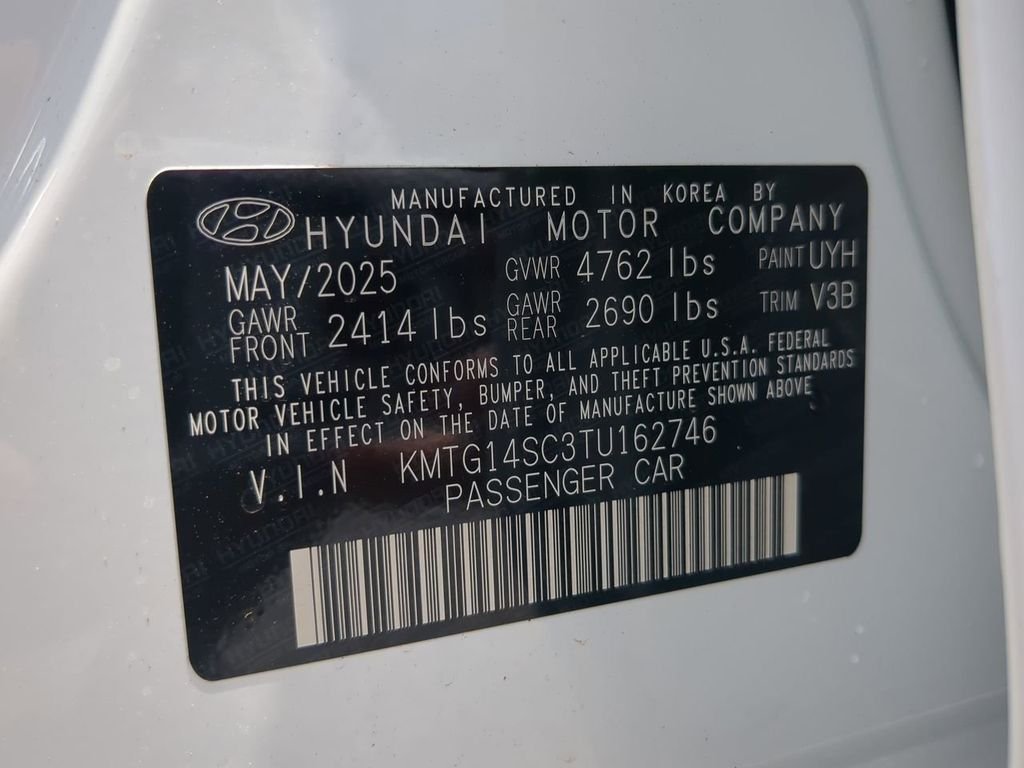 MANUFACTURED IN KOREA BY
HYUNDAI MOTOR COMPANY
MAY/2025 GVWR 4762 lbs PAINT UYH
GAWR FRONT 2414 lbs GAWR REAR 2690 lbs TRIM V3B
THIS VEHICLE CONFORMS TO ALL APPLICABLE U.S.A. FEDERAL
MOTOR VEHICLE SAFETY, BUMPER, AND THEFT PREVENTION STANDARDS
IN EFFECT ON THE DATE OF MANUFACTURE SHOWN ABOVE
V.I.N KMTG14SC3TU162746
PASSENGER CAR